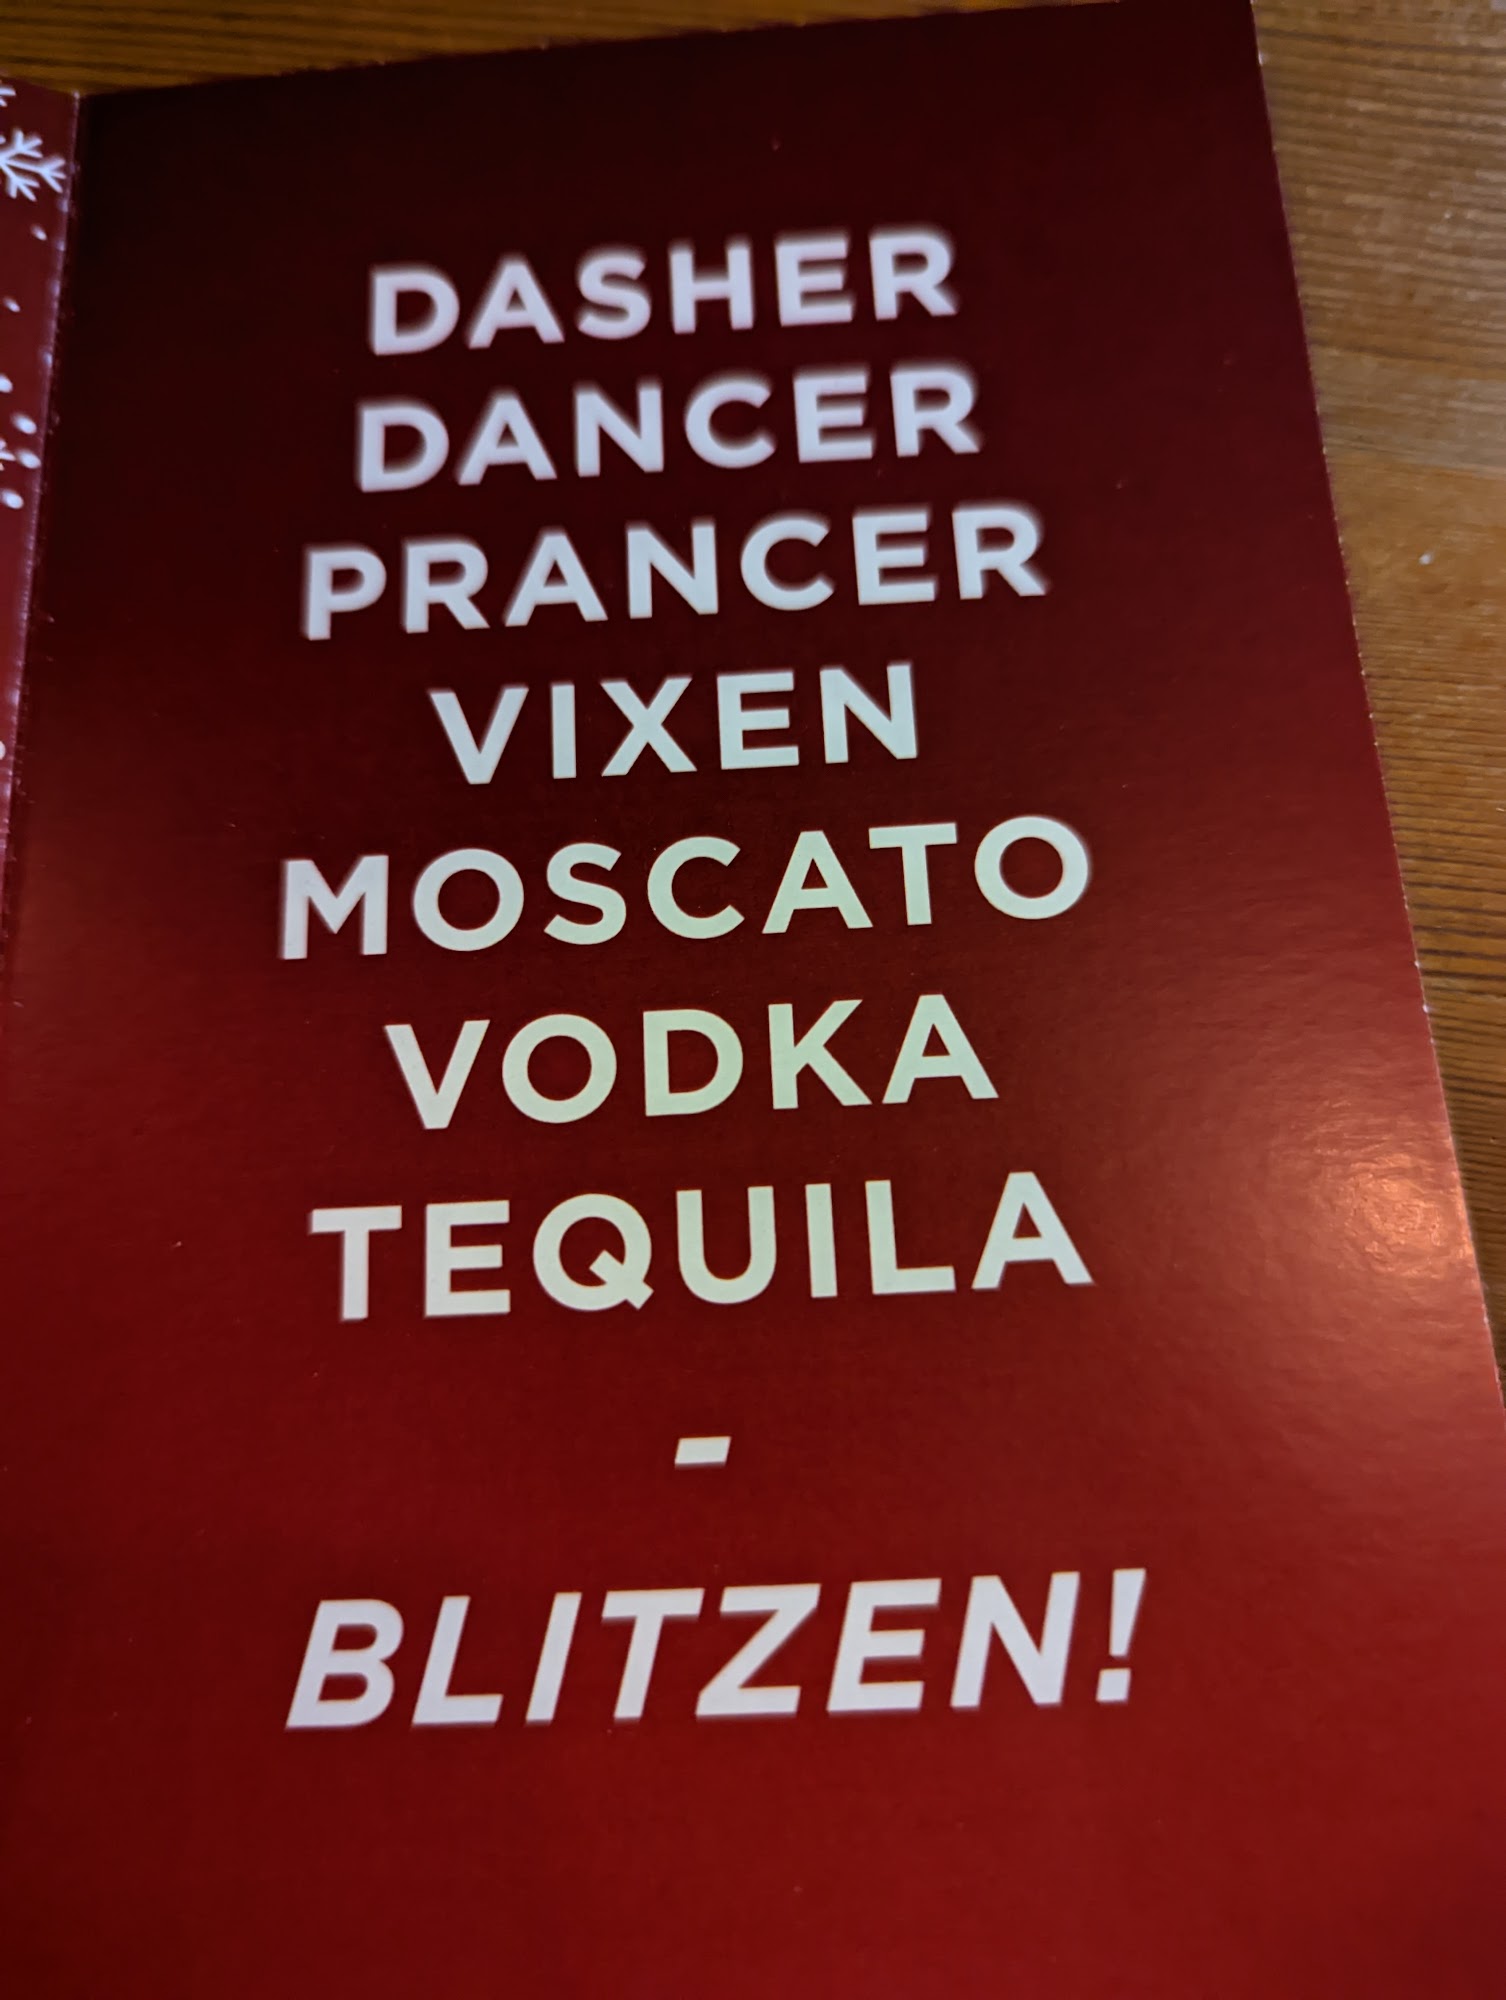 DASHER
DANCER
PRANCER
VIXEN
MOSCATO
VODKA
TEQUILA
-
BLITZEN!